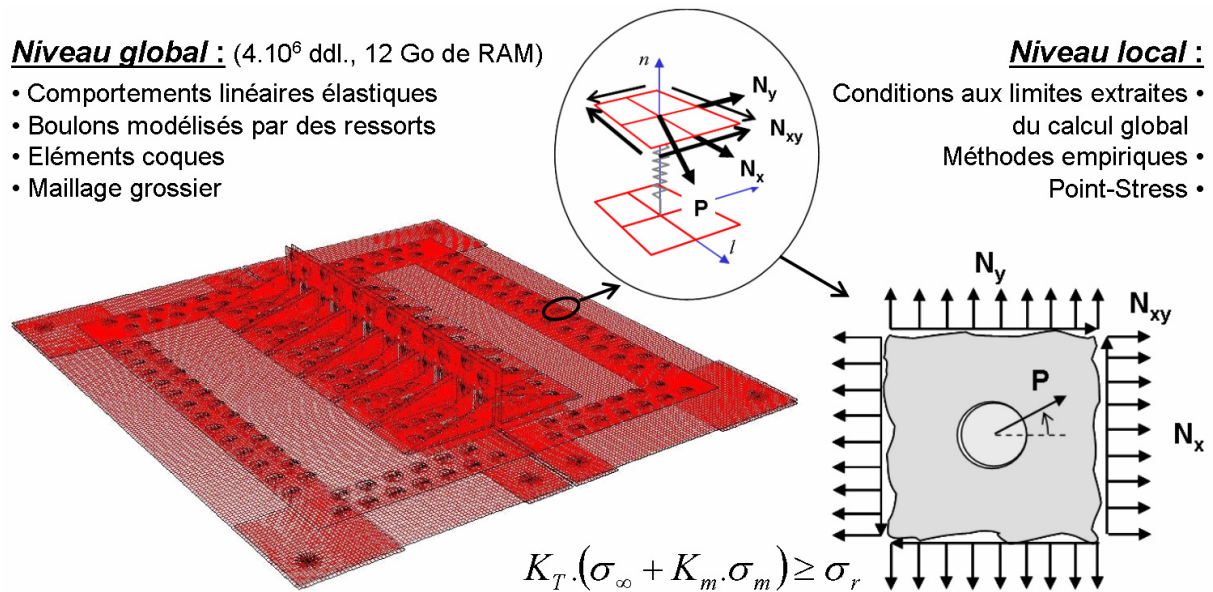 Niveau global : (4.10⁶ ddl., 12 Go de RAM)
• Comportements linéaires élastiques
• Boulons modélisés par des ressorts
• Eléments coques
• Maillage grossier
n
N_y
N_xy
N_x
P
l
Niveau local :
Conditions aux limites extraites •
du calcul global
Méthodes empiriques •
Point-Stress •
N_y
N_xy
P
N_x
K_T.(σ_∞ + K_m.σ_m) ≥ σ_r